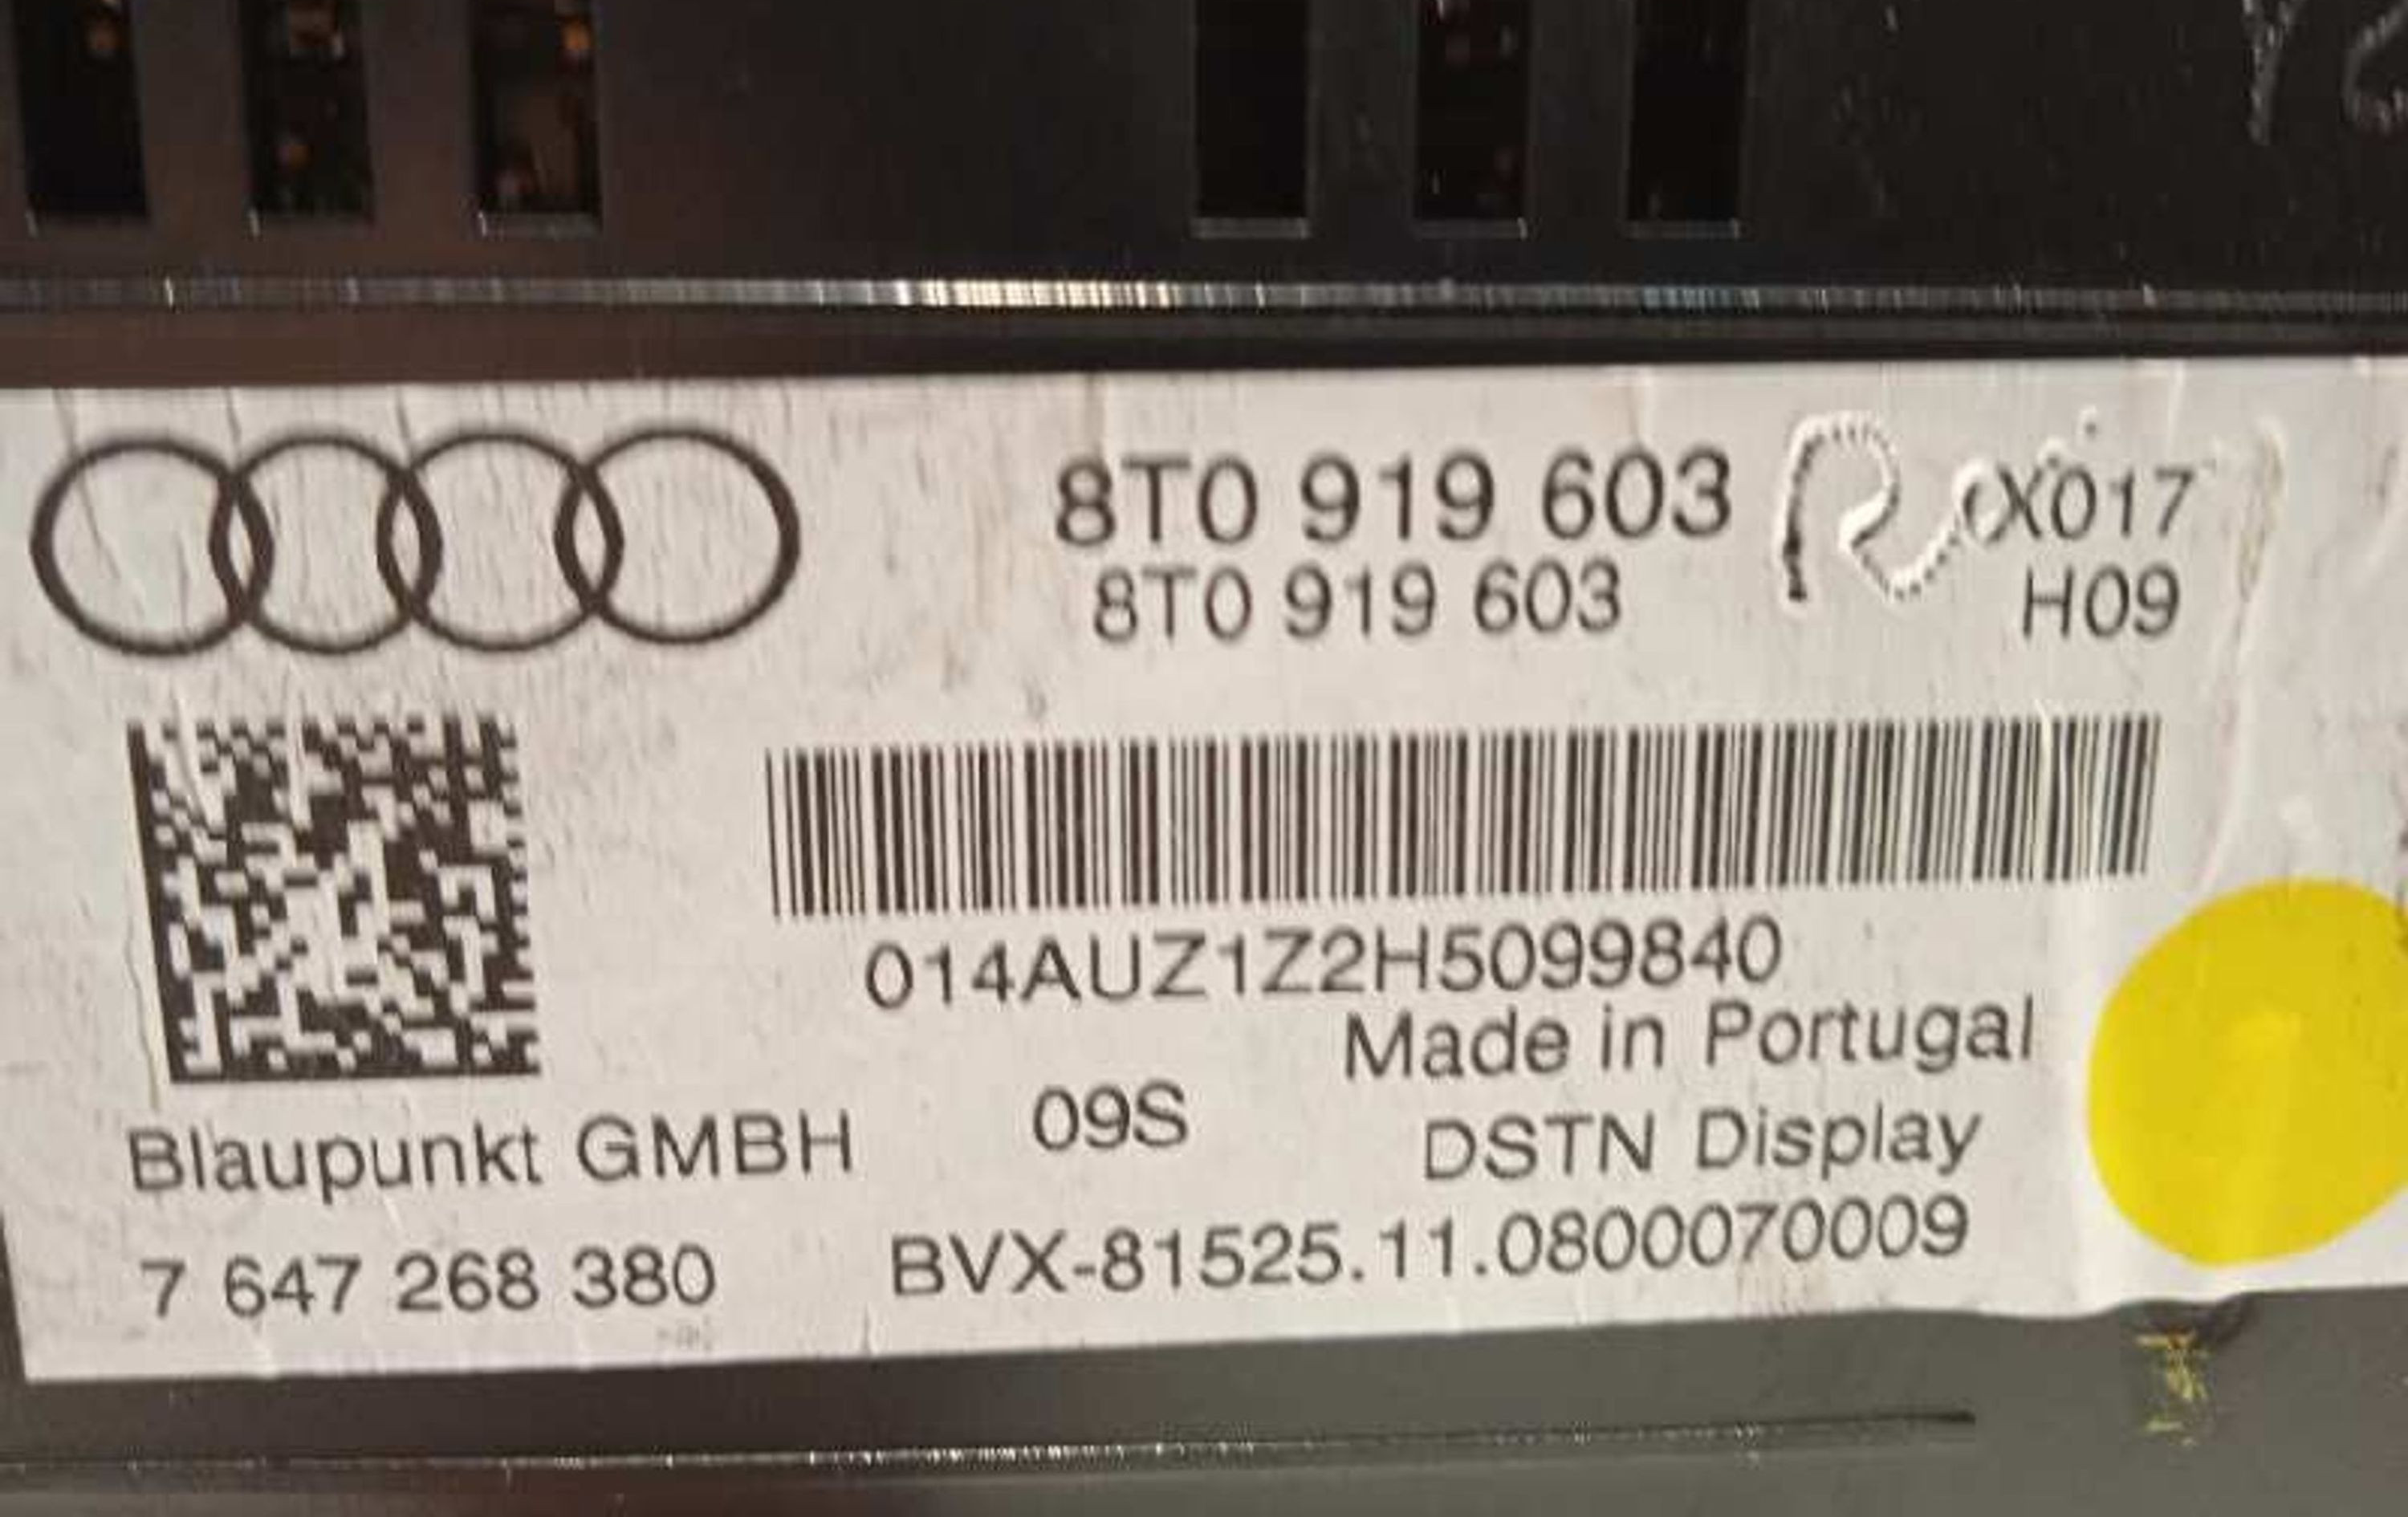 8T0 919 603 X017
8T0 919 603 H09
014AUZ1Z2H5099840
Made in Portugal
Blaupunkt GMBH 09S DSTN Display
7 647 268 380 BVX-81525.11.0800070009